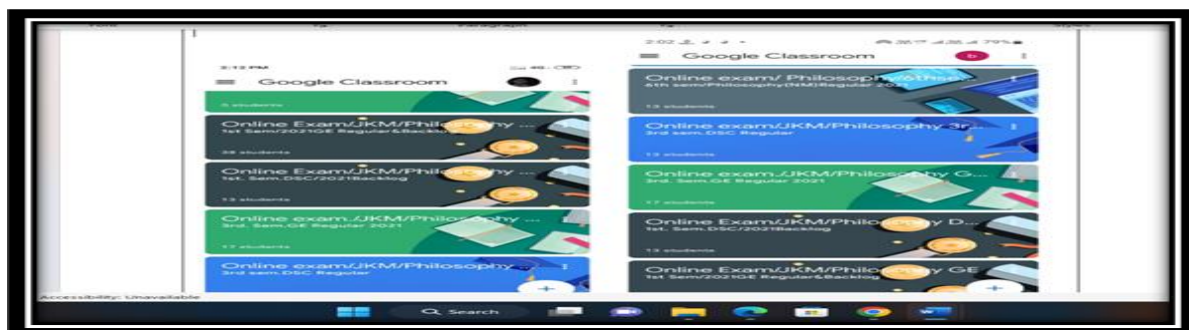 Font
Paragraph
Styles
3:12 PM
4G
Google Classroom
5 students
Online Exam/JKM/Philosophy ...
1st Sem/2021GE Regular&Backlog
38 students
Online Exam/JKM/Philosophy ...
1st. Sem.DSC/2021Backlog
13 students
Online exam./JKM/Philosophy ...
3rd. Sem.GE Regular 2021
17 students
Online exam/JKM/Philosophy
3rd sem.DSC Regular
+
2:02
79%
Google Classroom
b
Online exam/ Philosophy/6thse
6th sem/Philosophy(NM)Regular 2021
13 students
Online exam/JKM/Philosophy 3r...
3rd sem.DSC Regular
13 students
Online exam./JKM/Philosophy G...
3rd. Sem.GE Regular 2021
17 students
Online Exam/JKM/Philosophy D...
1st. Sem.DSC/2021Backlog
13 students
Online Exam/JKM/Philosophy GE
1st Sem/2021GE Regular&Backlog
+
Accessibility: Unavailable
Search